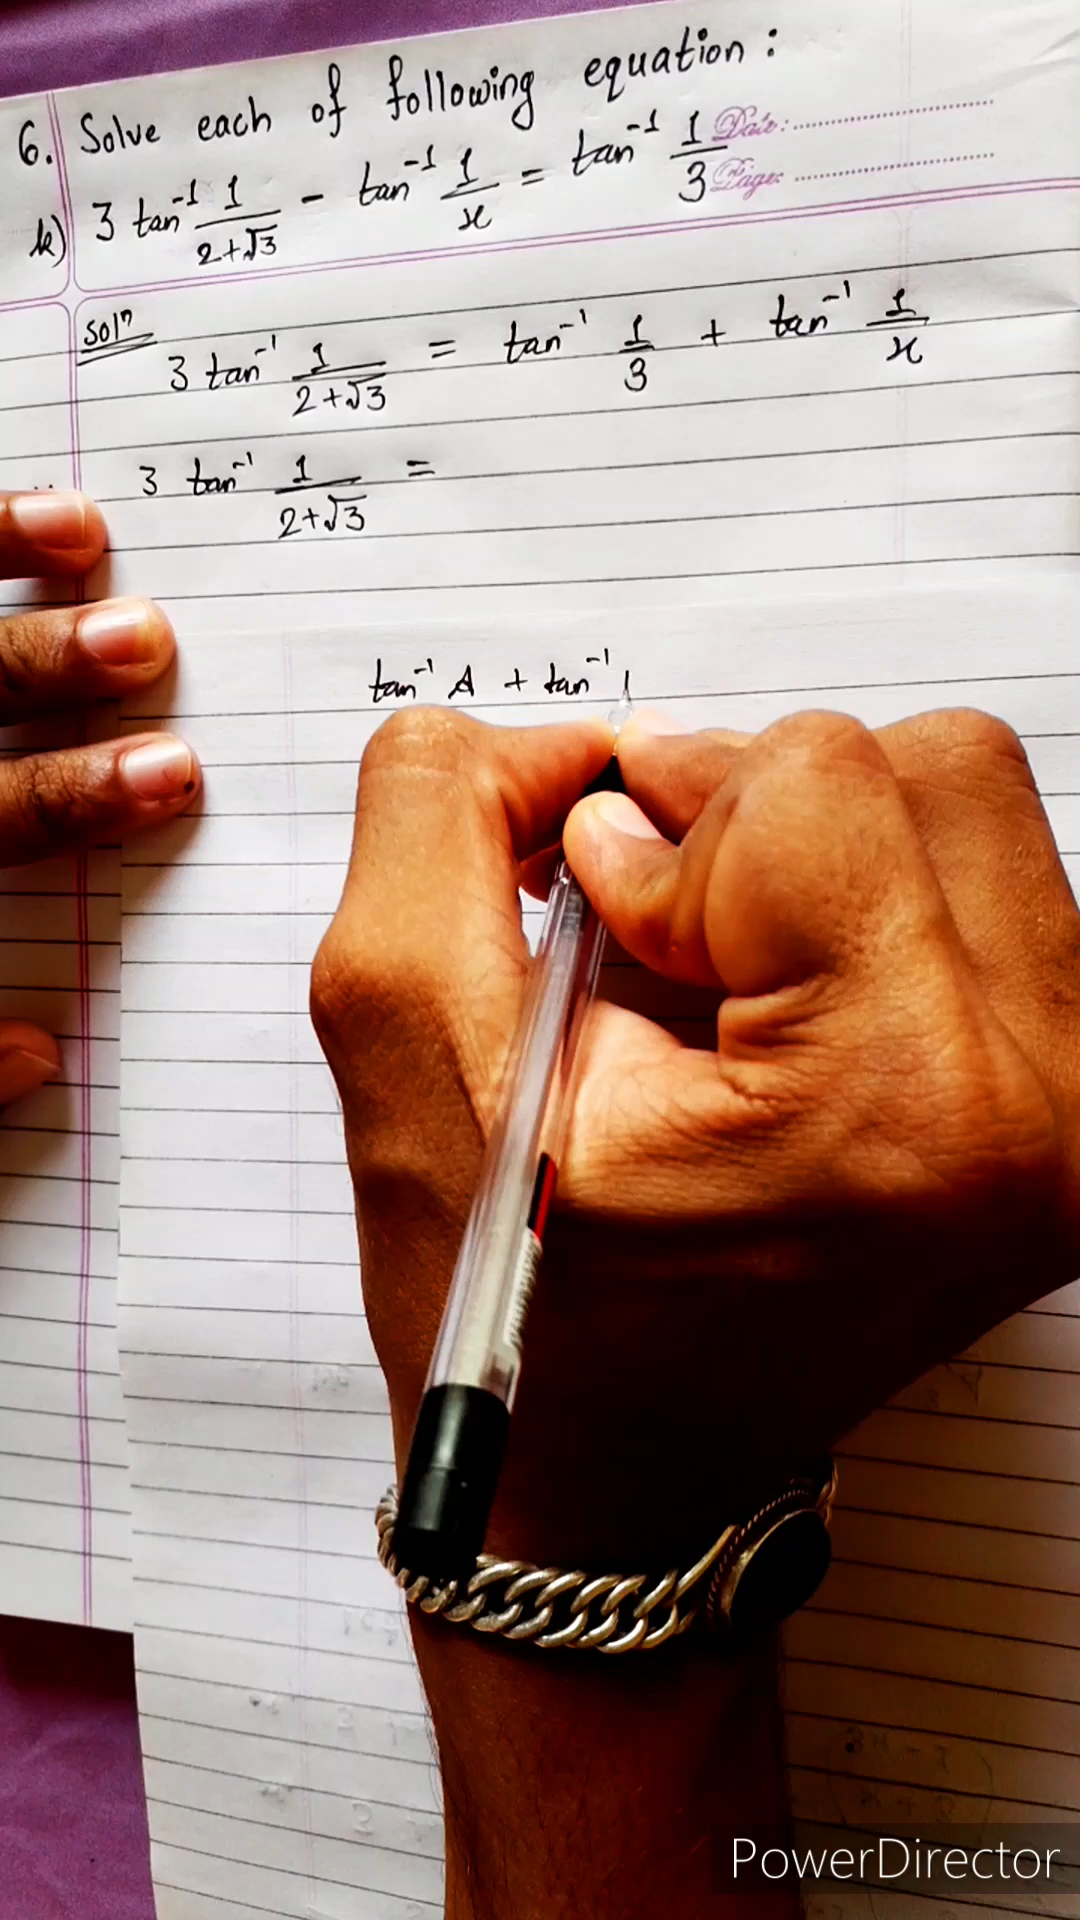 6. Solve each of following equation :
k) 3 tan⁻¹ 1/(2+√3) - tan⁻¹ 1/x = tan⁻¹ 1/3
Date:
Page:
Solⁿ
3 tan⁻¹ 1/(2+√3) = tan⁻¹ 1/3 + tan⁻¹ 1/x
3 tan⁻¹ 1/(2+√3) =
tan⁻¹ A + tan⁻¹
PowerDirector